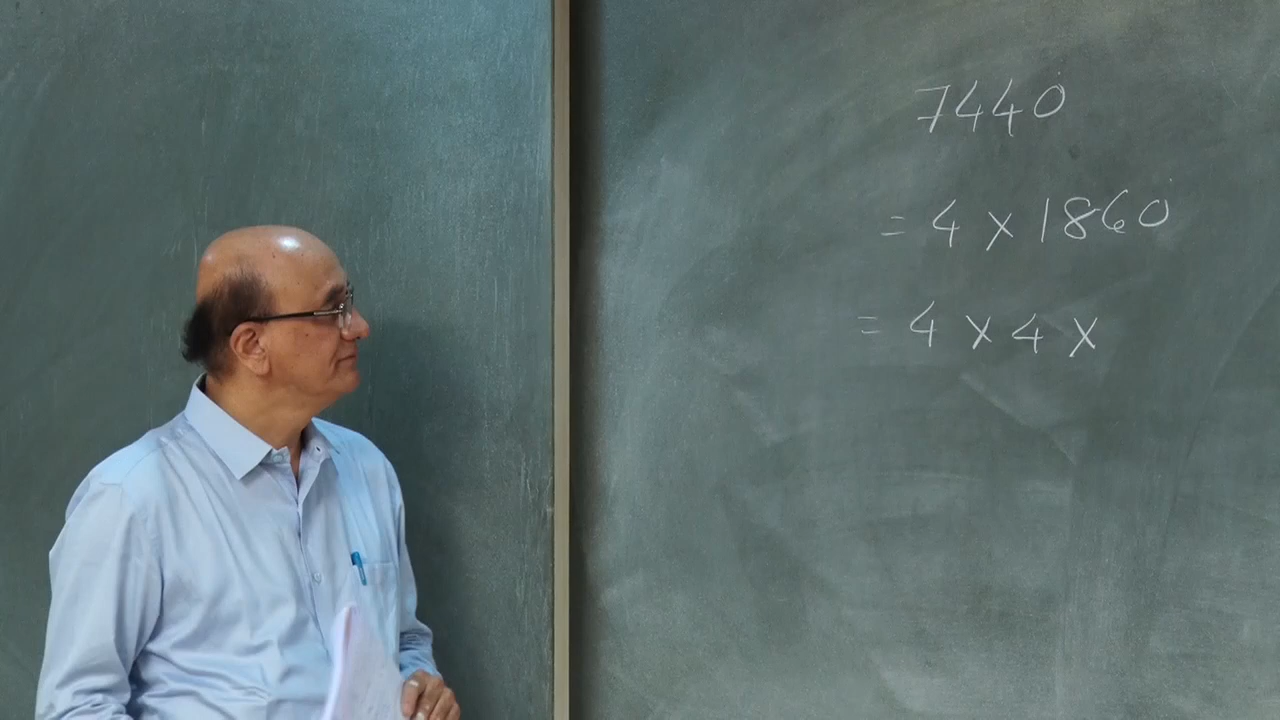 7440
= 4 × 1860
= 4 × 4 ×